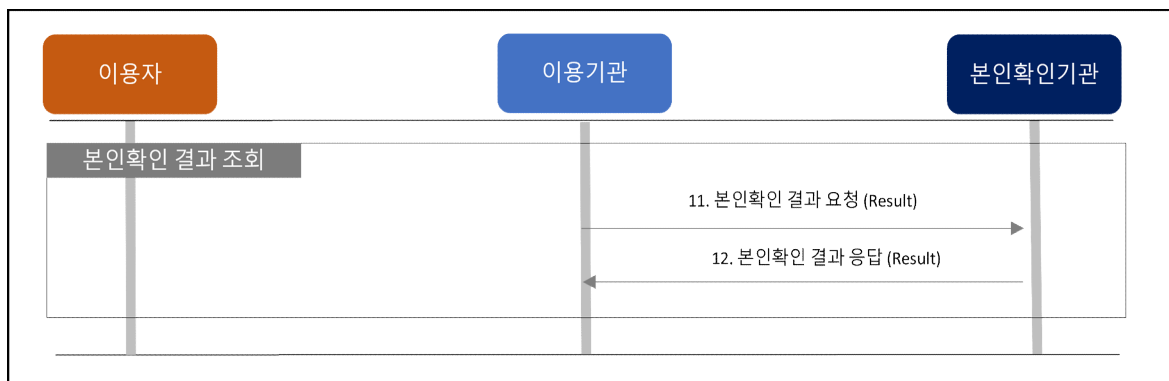 이용자
이용기관
본인확인기관
본인확인 결과 조회
11. 본인확인 결과 요청 (Result)
12. 본인확인 결과 응답 (Result)